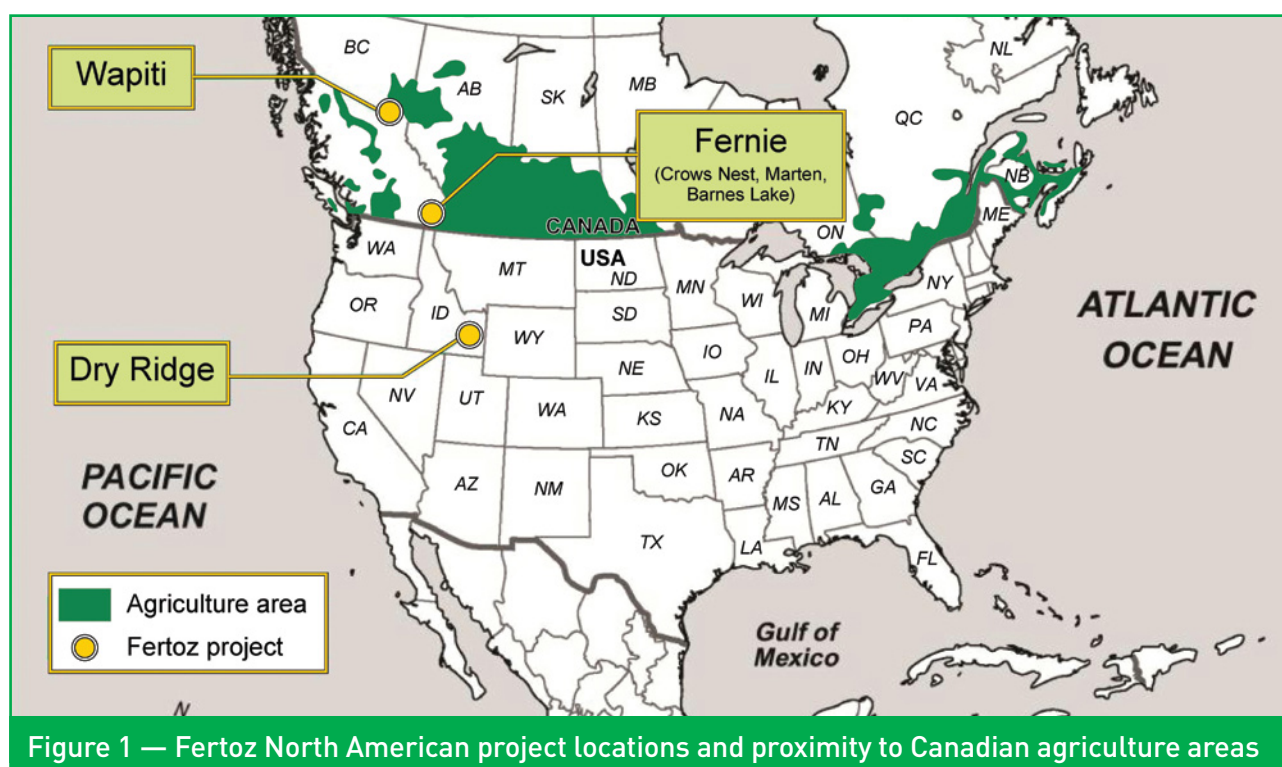 BC
AB
SK
MB
NL
QC
Wapiti
Fernie
(Crows Nest, Marten,
Barnes Lake)
NB
ME
ON
CANADA
USA
WA
MT
ND
MN
OR
ID
WY
SD
WI
MI
NY
PA
ATLANTIC
OCEAN
Dry Ridge
NE
IO
IL
IN
OH
WV
VA
NV
UT
WA
KS
NA
KY
NC
CA
TN
SC
AZ
NM
OK
AR
MS
AL
GA
PACIFIC
OCEAN
TX
LA
FL
Agriculture area
Fertoz project
Gulf of
Mexico
N
Figure 1 — Fertoz North American project locations and proximity to Canadian agriculture areas